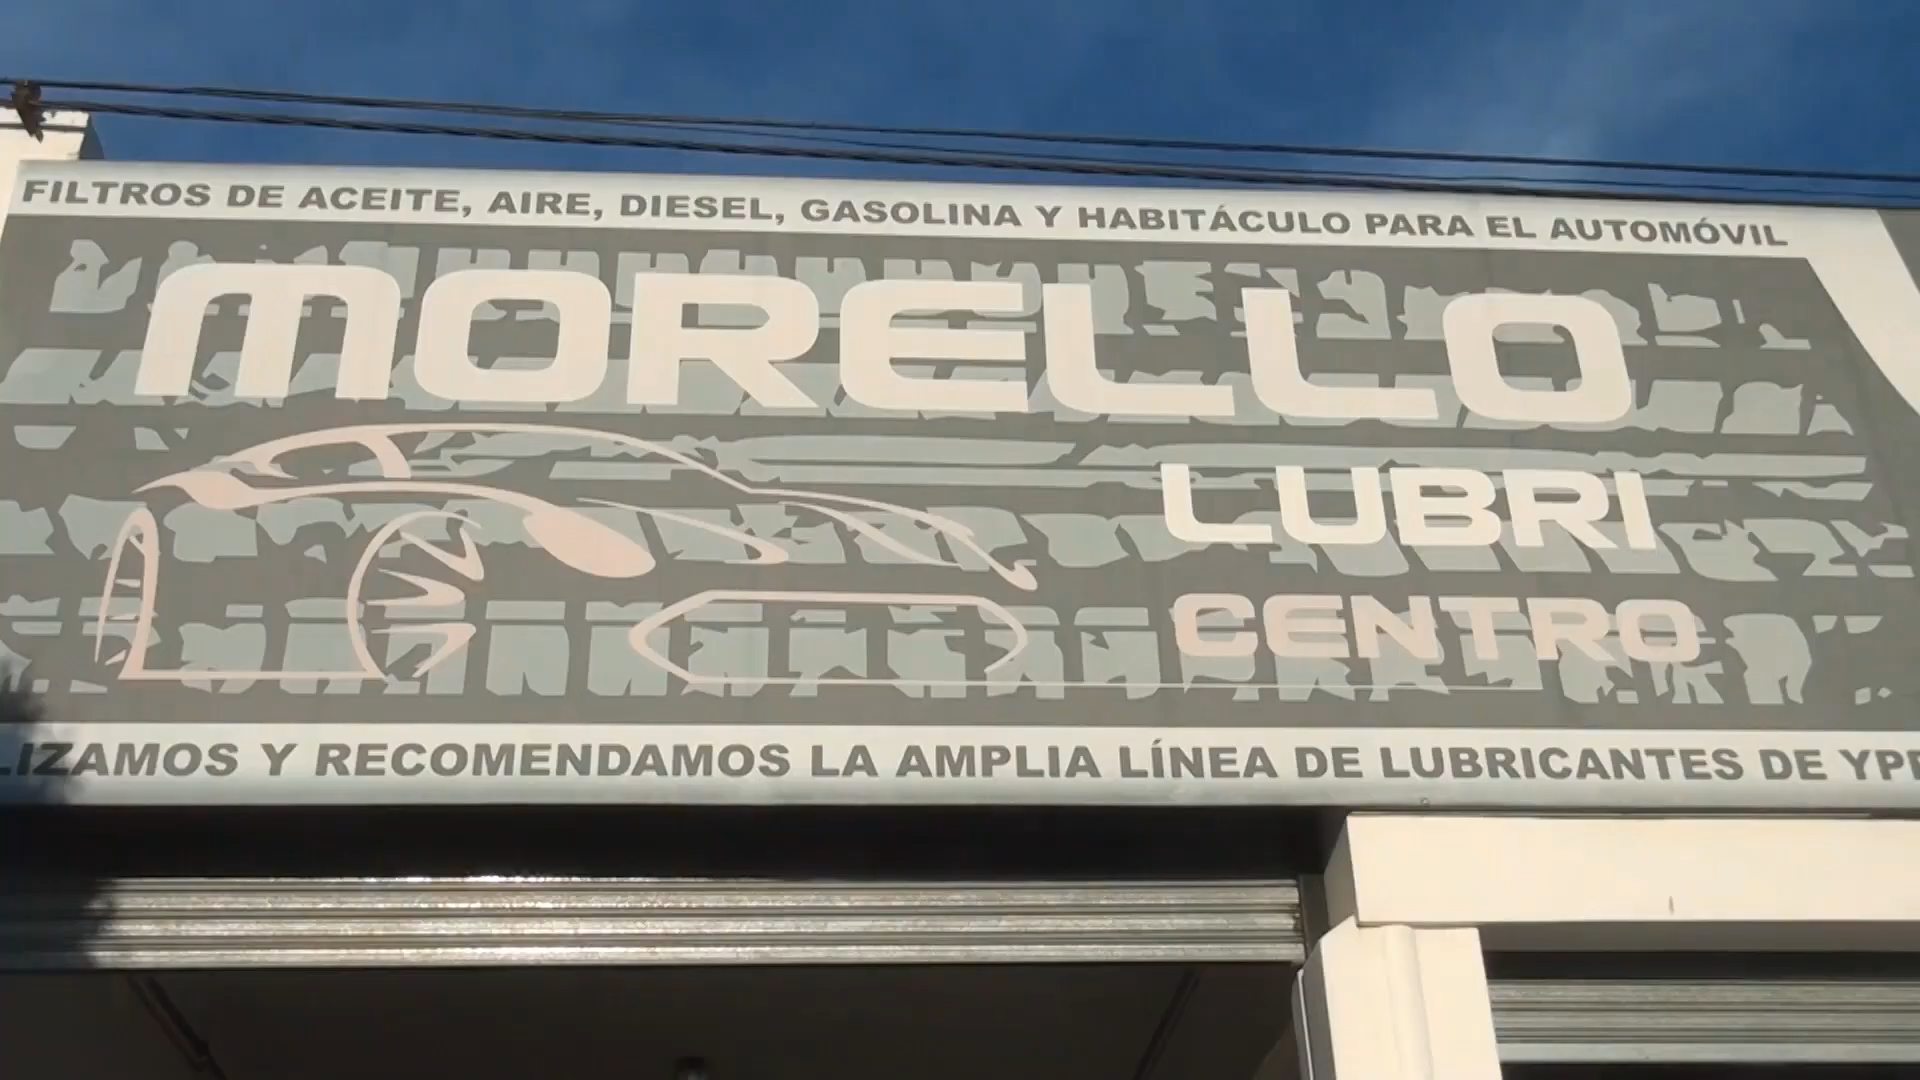 FILTROS DE ACEITE, AIRE, DIESEL, GASOLINA Y HABITÁCULO PARA EL AUTOMÓVIL
MORELLO
LUBRI
CENTRO
LIZAMOS Y RECOMENDAMOS LA AMPLIA LÍNEA DE LUBRICANTES DE YPF